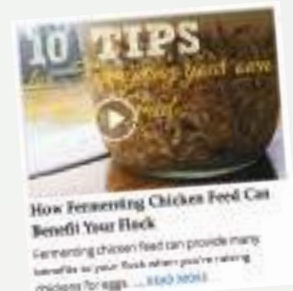 10 TIPS
How Fermenting Chicken Feed Can
Benefit Your Flock
Fermenting chicken feed can provide many
benefits to your flock when you're raising
chickens for eggs. ... READ MORE